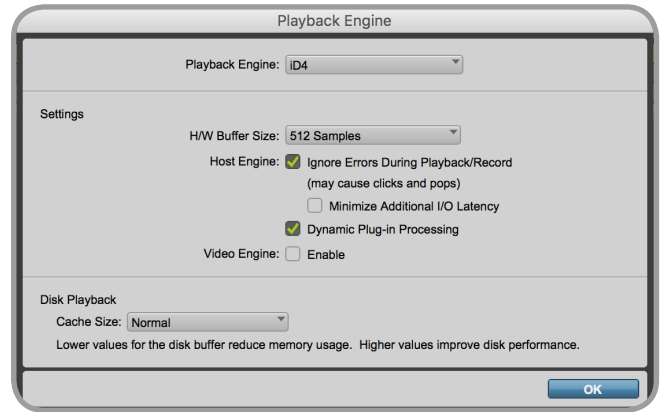 Playback Engine
Playback Engine: iD4
Settings
H/W Buffer Size: 512 Samples
Host Engine: Ignore Errors During Playback/Record
(may cause clicks and pops)
Minimize Additional I/O Latency
Dynamic Plug-in Processing
Video Engine: Enable
Disk Playback
Cache Size: Normal
Lower values for the disk buffer reduce memory usage.  Higher values improve disk performance.
OK